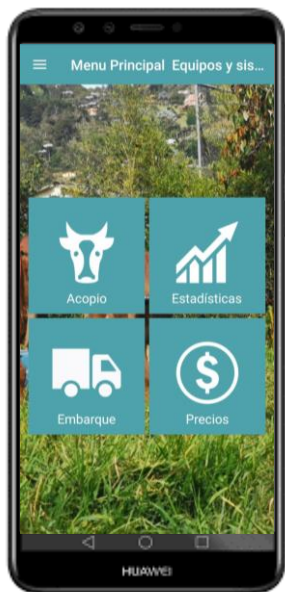 Menu Principal Equipos y sis...
Acopio
Estadísticas
Embarque
Precios
HUAWEI